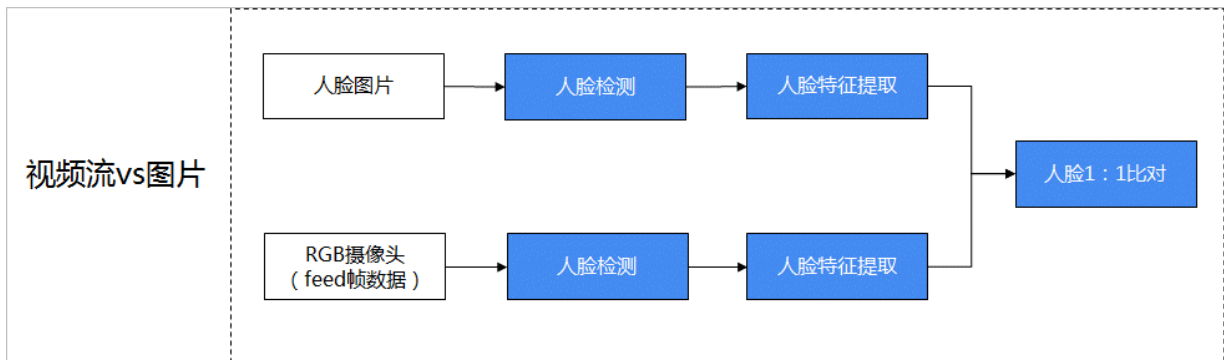 视频流vs图片
人脸图片
人脸检测
人脸特征提取
人脸1：1比对
RGB摄像头
（feed帧数据）
人脸检测
人脸特征提取